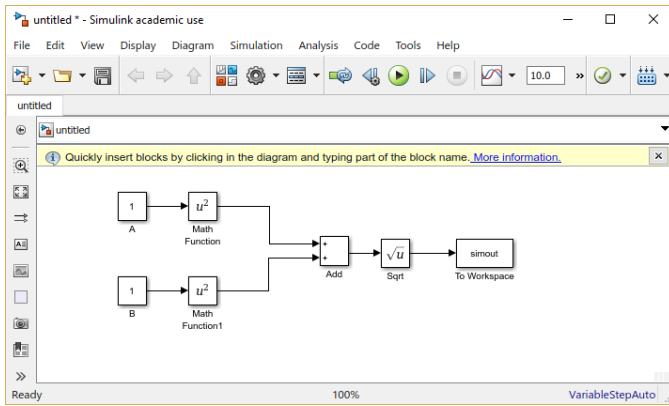 untitled * - Simulink academic use
File Edit View Display Diagram Simulation Analysis Code Tools Help
10.0 »
untitled
untitled
Quickly insert blocks by clicking in the diagram and typing part of the block name. More information.
1
A
u²
Math
Function
+
+
Add
√u
Sqrt
simout
To Workspace
1
B
u²
Math
Function1
Ready 100% VariableStepAuto